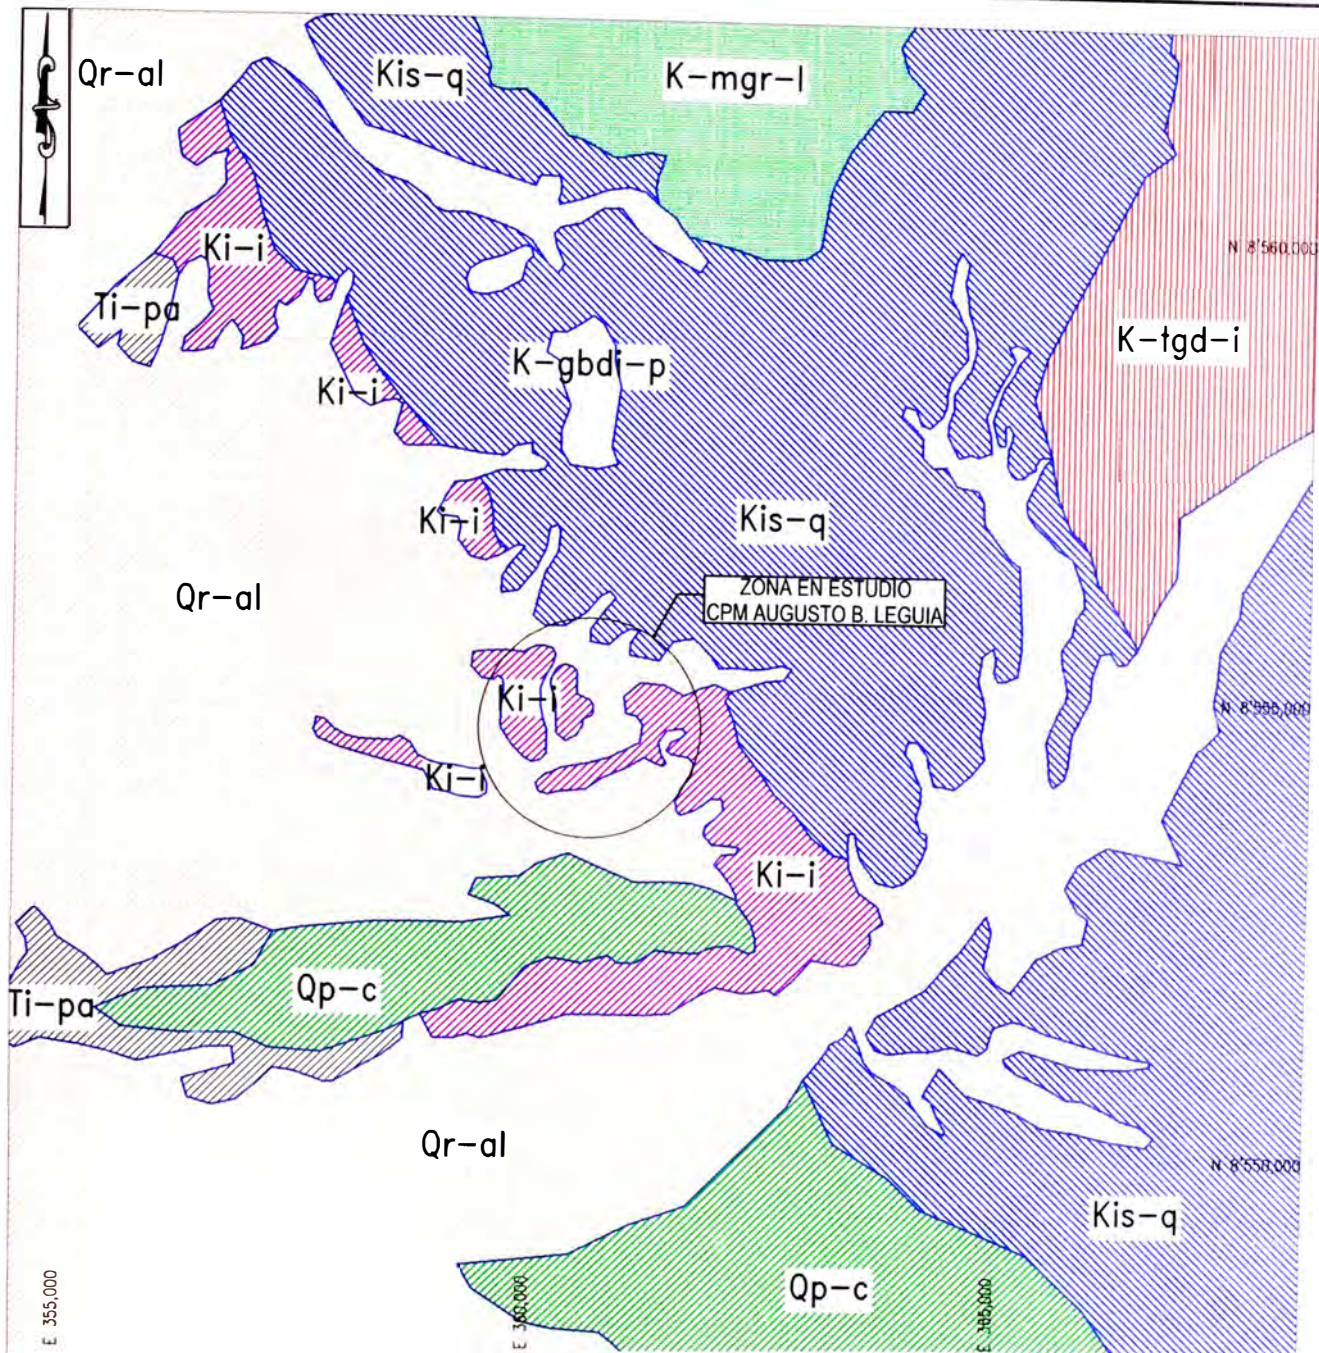 Qr-al
Kis-q
K-mgr-l
Ki-i
N 8'560,000
Ti-pa
K-gbdi-p
K-tgd-i
Ki-i
Ki-i
Kis-q
Qr-al
ZONA EN ESTUDIO
CPM AUGUSTO B. LEGUIA
Ki-i
N 8'555,000
Ki-i
Ki-i
Qp-c
Ti-pa
Qr-al
N 8'550,000
Kis-q
Qp-c
E 355,000
E 360,000
E 365,000